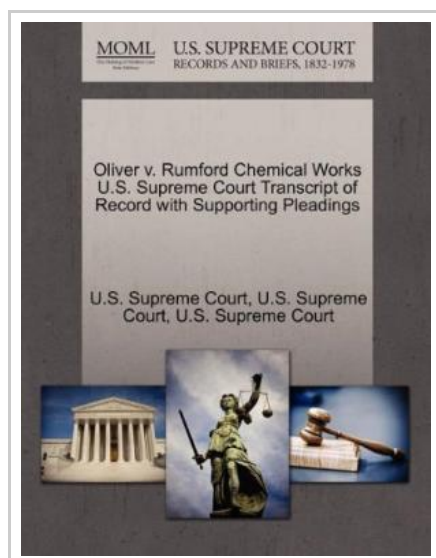 MOML
U.S. SUPREME COURT
RECORDS AND BRIEFS, 1832-1978
Oliver v. Rumford Chemical Works
U.S. Supreme Court Transcript of
Record with Supporting Pleadings
U.S. Supreme Court, U.S. Supreme
Court, U.S. Supreme Court